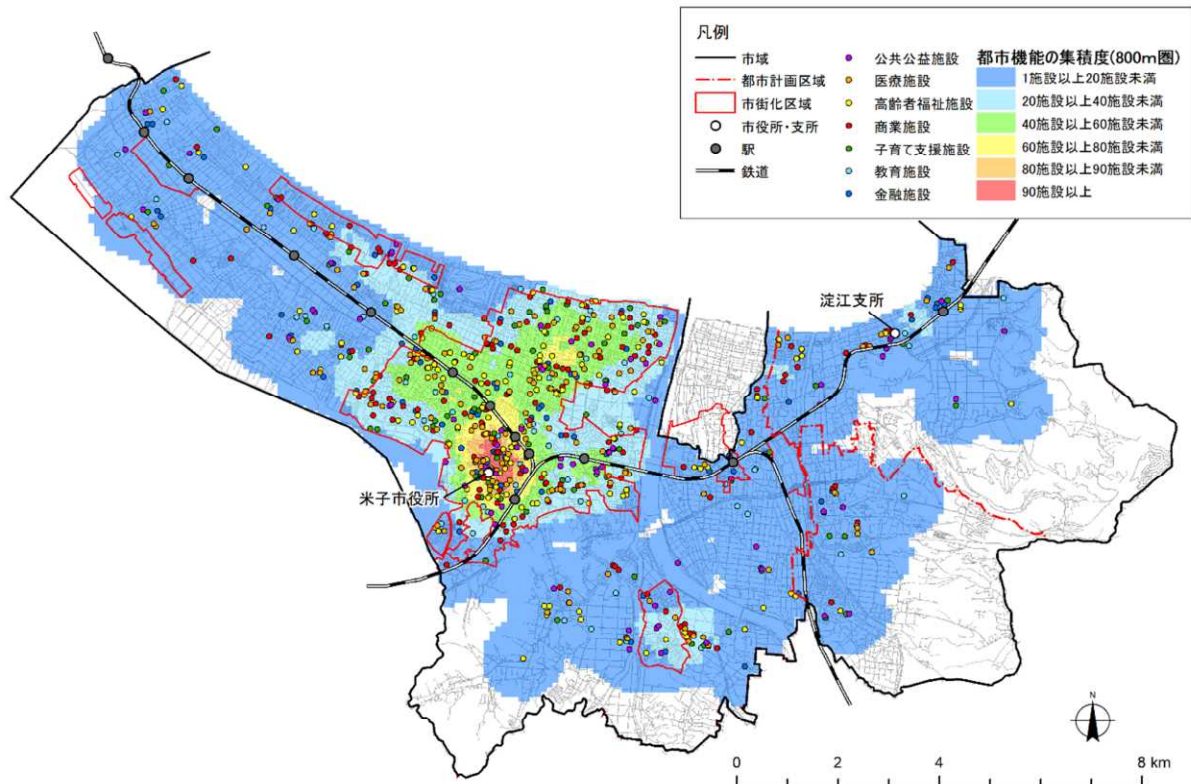 凡例
市域
都市計画区域
市街化区域
市役所・支所
駅
鉄道
公共公益施設
医療施設
高齢者福祉施設
商業施設
子育て支援施設
教育施設
金融施設
都市機能の集積度(800m圏)
1施設以上20施設未満
20施設以上40施設未満
40施設以上60施設未満
60施設以上80施設未満
80施設以上90施設未満
90施設以上
淀江支所
米子市役所
N
0 2 4 8 km